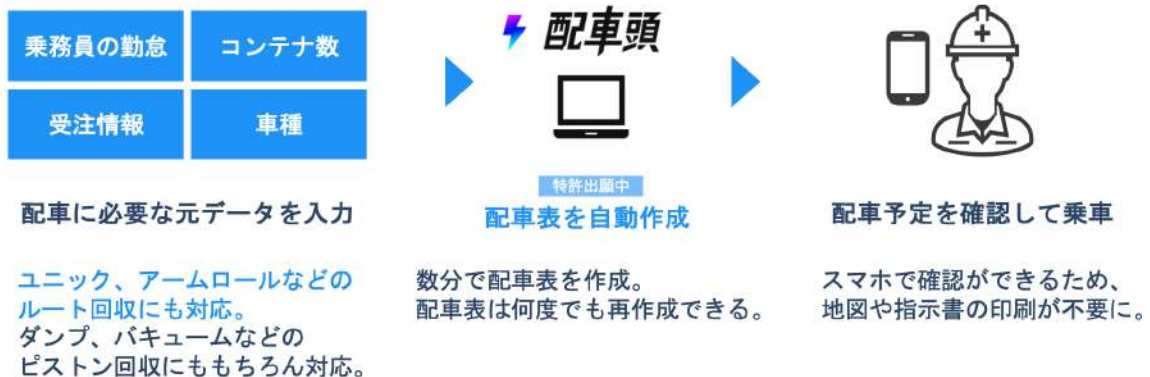 乗務員の勤怠
コンテナ数
受注情報
車種
配車に必要な元データを入力
ユニック、アームロールなどの
ルート回収にも対応。
ダンプ、バキュームなどの
ピストン回収にももちろん対応。
配車頭
特許出願中
配車表を自動作成
数分で配車表を作成。
配車表は何度でも再作成できる。
配車予定を確認して乗車
スマホで確認ができるため、
地図や指示書の印刷が不要に。